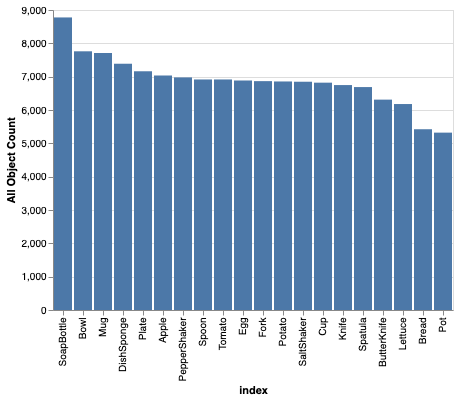 9,000
8,000
7,000
6,000
5,000
4,000
3,000
2,000
1,000
0
All Object Count
SoapBottle
Bowl
Mug
DishSponge
Plate
Apple
PepperShaker
Spoon
Tomato
Egg
Fork
Potato
SaltShaker
Cup
Knife
Spatula
ButterKnife
Lettuce
Bread
Pot
index